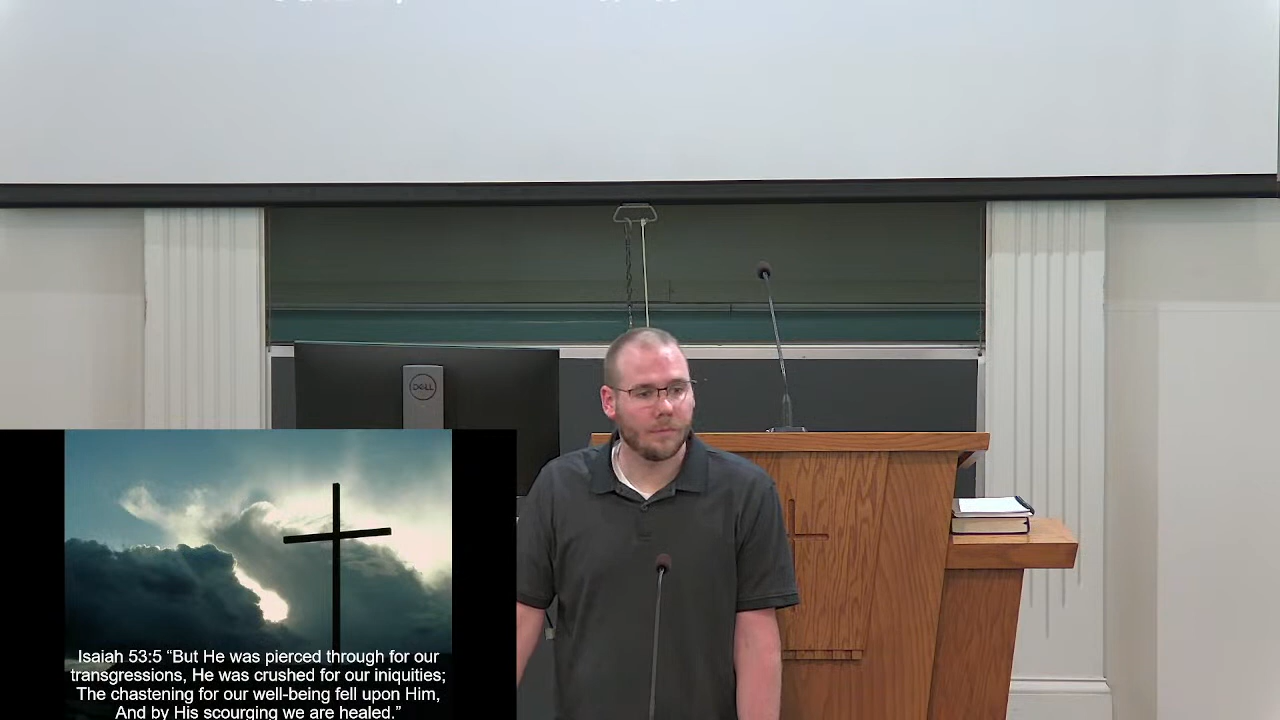 DELL
Isaiah 53:5 “But He was pierced through for our
transgressions, He was crushed for our iniquities;
The chastening for our well-being fell upon Him,
And by His scourging we are healed.”